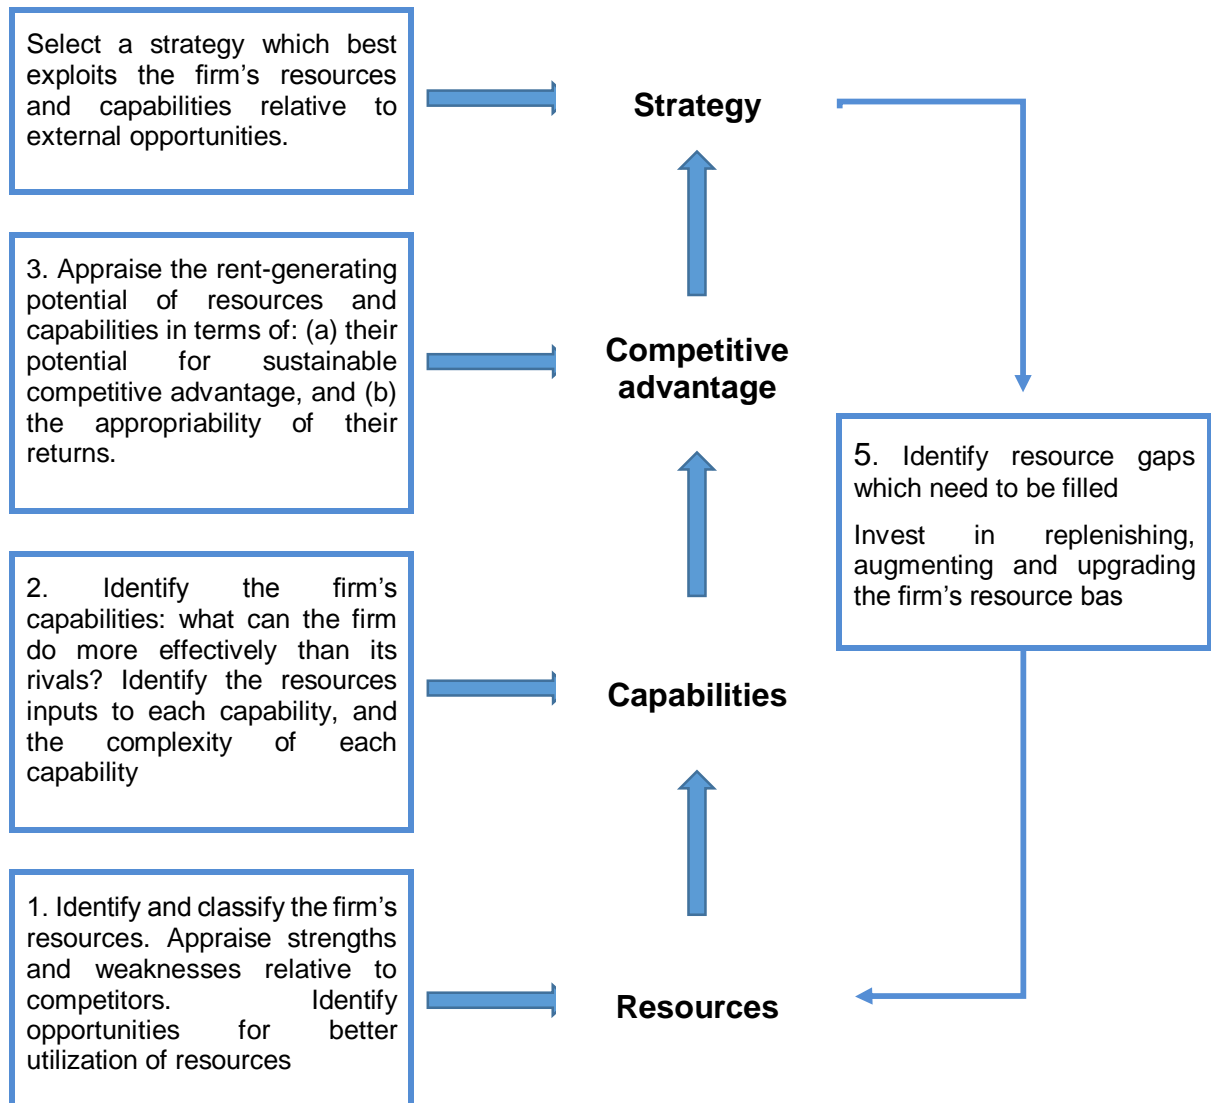 Select a strategy which best
exploits the firm’s resources
and capabilities relative to
external opportunities.
Strategy
3. Appraise the rent-generating
potential of resources and
capabilities in terms of: (a) their
potential for sustainable
competitive advantage, and (b)
the appropriability of their
returns.
Competitive
advantage
5. Identify resource gaps
which need to be filled
Invest in replenishing,
augmenting and upgrading
the firm’s resource bas
2. Identify the firm’s
capabilities: what can the firm
do more effectively than its
rivals? Identify the resources
inputs to each capability, and
the complexity of each
capability
Capabilities
1. Identify and classify the firm’s
resources. Appraise strengths
and weaknesses relative to
competitors. Identify
opportunities for better
utilization of resources
Resources